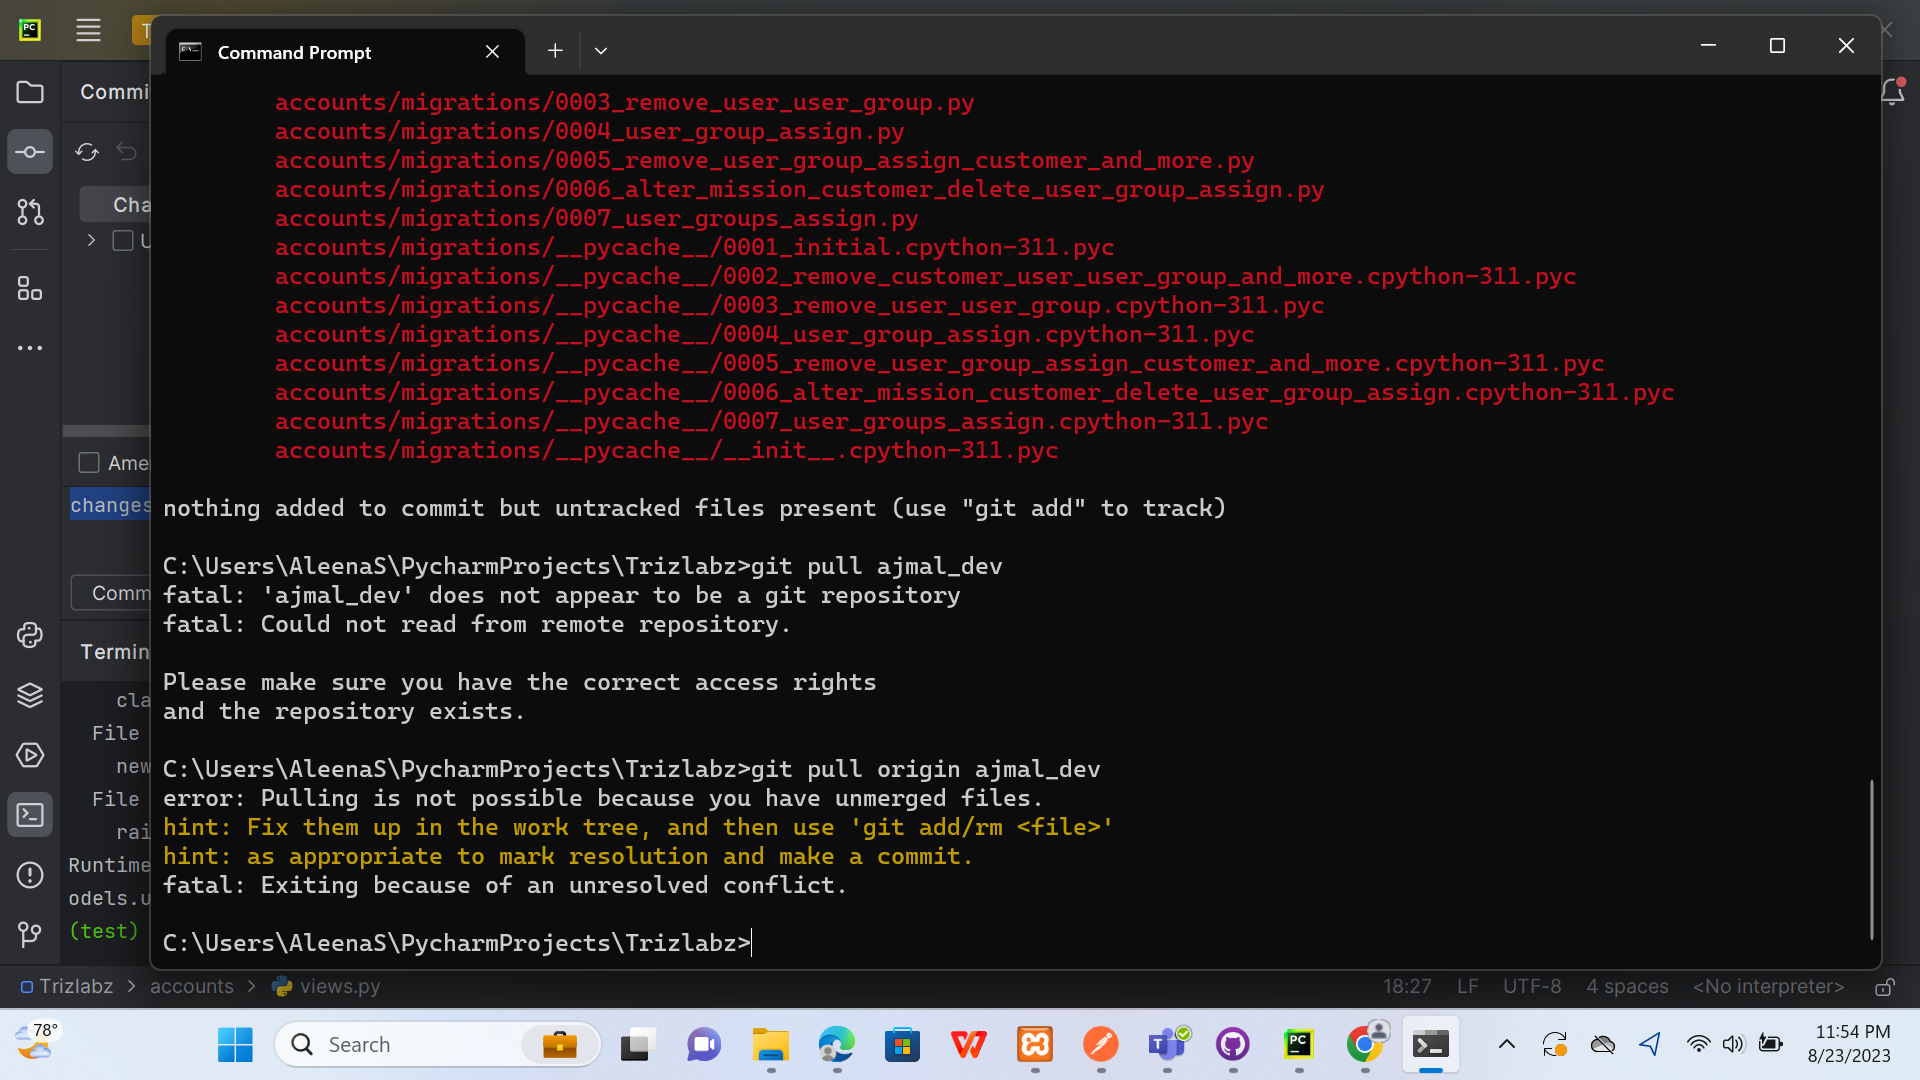 PC
T
Command Prompt
Commi
accounts/migrations/0003_remove_user_user_group.py
accounts/migrations/0004_user_group_assign.py
accounts/migrations/0005_remove_user_group_assign_customer_and_more.py
accounts/migrations/0006_alter_mission_customer_delete_user_group_assign.py
Cha
accounts/migrations/0007_user_groups_assign.py
U
accounts/migrations/__pycache__/0001_initial.cpython-311.pyc
accounts/migrations/__pycache__/0002_remove_customer_user_user_group_and_more.cpython-311.pyc
accounts/migrations/__pycache__/0003_remove_user_user_group.cpython-311.pyc
accounts/migrations/__pycache__/0004_user_group_assign.cpython-311.pyc
accounts/migrations/__pycache__/0005_remove_user_group_assign_customer_and_more.cpython-311.pyc
accounts/migrations/__pycache__/0006_alter_mission_customer_delete_user_group_assign.cpython-311.pyc
accounts/migrations/__pycache__/0007_user_groups_assign.cpython-311.pyc
accounts/migrations/__pycache__/__init__.cpython-311.pyc
Ame
changes
nothing added to commit but untracked files present (use "git add" to track)
C:\Users\AleenaS\PycharmProjects\Trizlabz>git pull ajmal_dev
Comm
fatal: 'ajmal_dev' does not appear to be a git repository
fatal: Could not read from remote repository.
Termin
Please make sure you have the correct access rights
and the repository exists.
cla
File
new
C:\Users\AleenaS\PycharmProjects\Trizlabz>git pull origin ajmal_dev
File
error: Pulling is not possible because you have unmerged files.
rai
hint: Fix them up in the work tree, and then use 'git add/rm <file>'
Runtime
hint: as appropriate to mark resolution and make a commit.
odels.u
fatal: Exiting because of an unresolved conflict.
(test)
C:\Users\AleenaS\PycharmProjects\Trizlabz>
Trizlabz > accounts > views.py
18:27 LF UTF-8 4 spaces <No interpreter>
78°
Search
T
PC
11:54 PM
8/23/2023